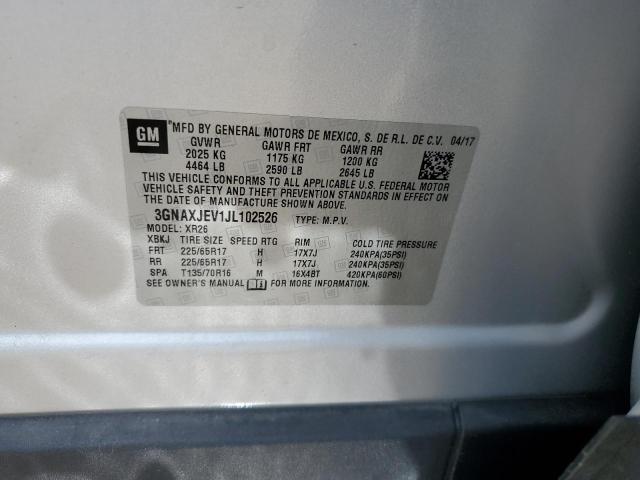 GM ®MFD BY GENERAL MOTORS DE MEXICO, S. DE R.L. DE C.V. 04/17
GVWR GAWR FRT GAWR RR
2025 KG 1175 KG 1200 KG
4464 LB 2590 LB 2645 LB
THIS VEHICLE CONFORMS TO ALL APPLICABLE U.S. FEDERAL MOTOR
VEHICLE SAFETY AND THEFT PREVENTION STANDARDS IN EFFECT ON
THE DATE OF MANUFACTURE SHOWN ABOVE.
3GNAXJEV1JL102526 TYPE: M.P.V.
MODEL: XR26
XBKJ TIRE SIZE SPEED RTG RIM COLD TIRE PRESSURE
FRT 225/65R17 H 17X7J 240KPA(35PSI)
RR 225/65R17 H 17X7J 240KPA(35PSI)
SPA T135/70R16 M 16X4BT 420KPA(60PSI)
SEE OWNER'S MANUAL FOR MORE INFORMATION.